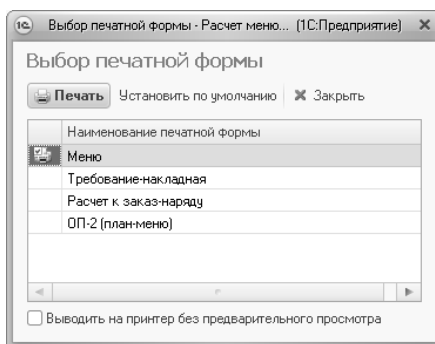 1С Выбор печатной формы - Расчет меню... (1С:Предприятие) ×
Выбор печатной формы
Печать Установить по умолчанию × Закрыть
Наименование печатной формы
Меню
Требование-накладная
Расчет к заказ-наряду
ОП-2 (план-меню)
Выводить на принтер без предварительного просмотра